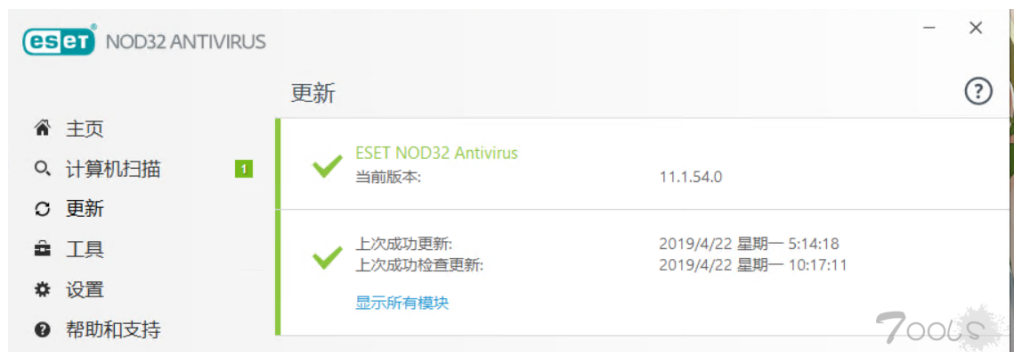 eset NOD32 ANTIVIRUS
更新
主页
计算机扫描 1
更新
工具
设置
帮助和支持
ESET NOD32 Antivirus
当前版本: 11.1.54.0
上次成功更新: 2019/4/22 星期一 5:14:18
上次成功检查更新: 2019/4/22 星期一 10:17:11
显示所有模块
7ooLS